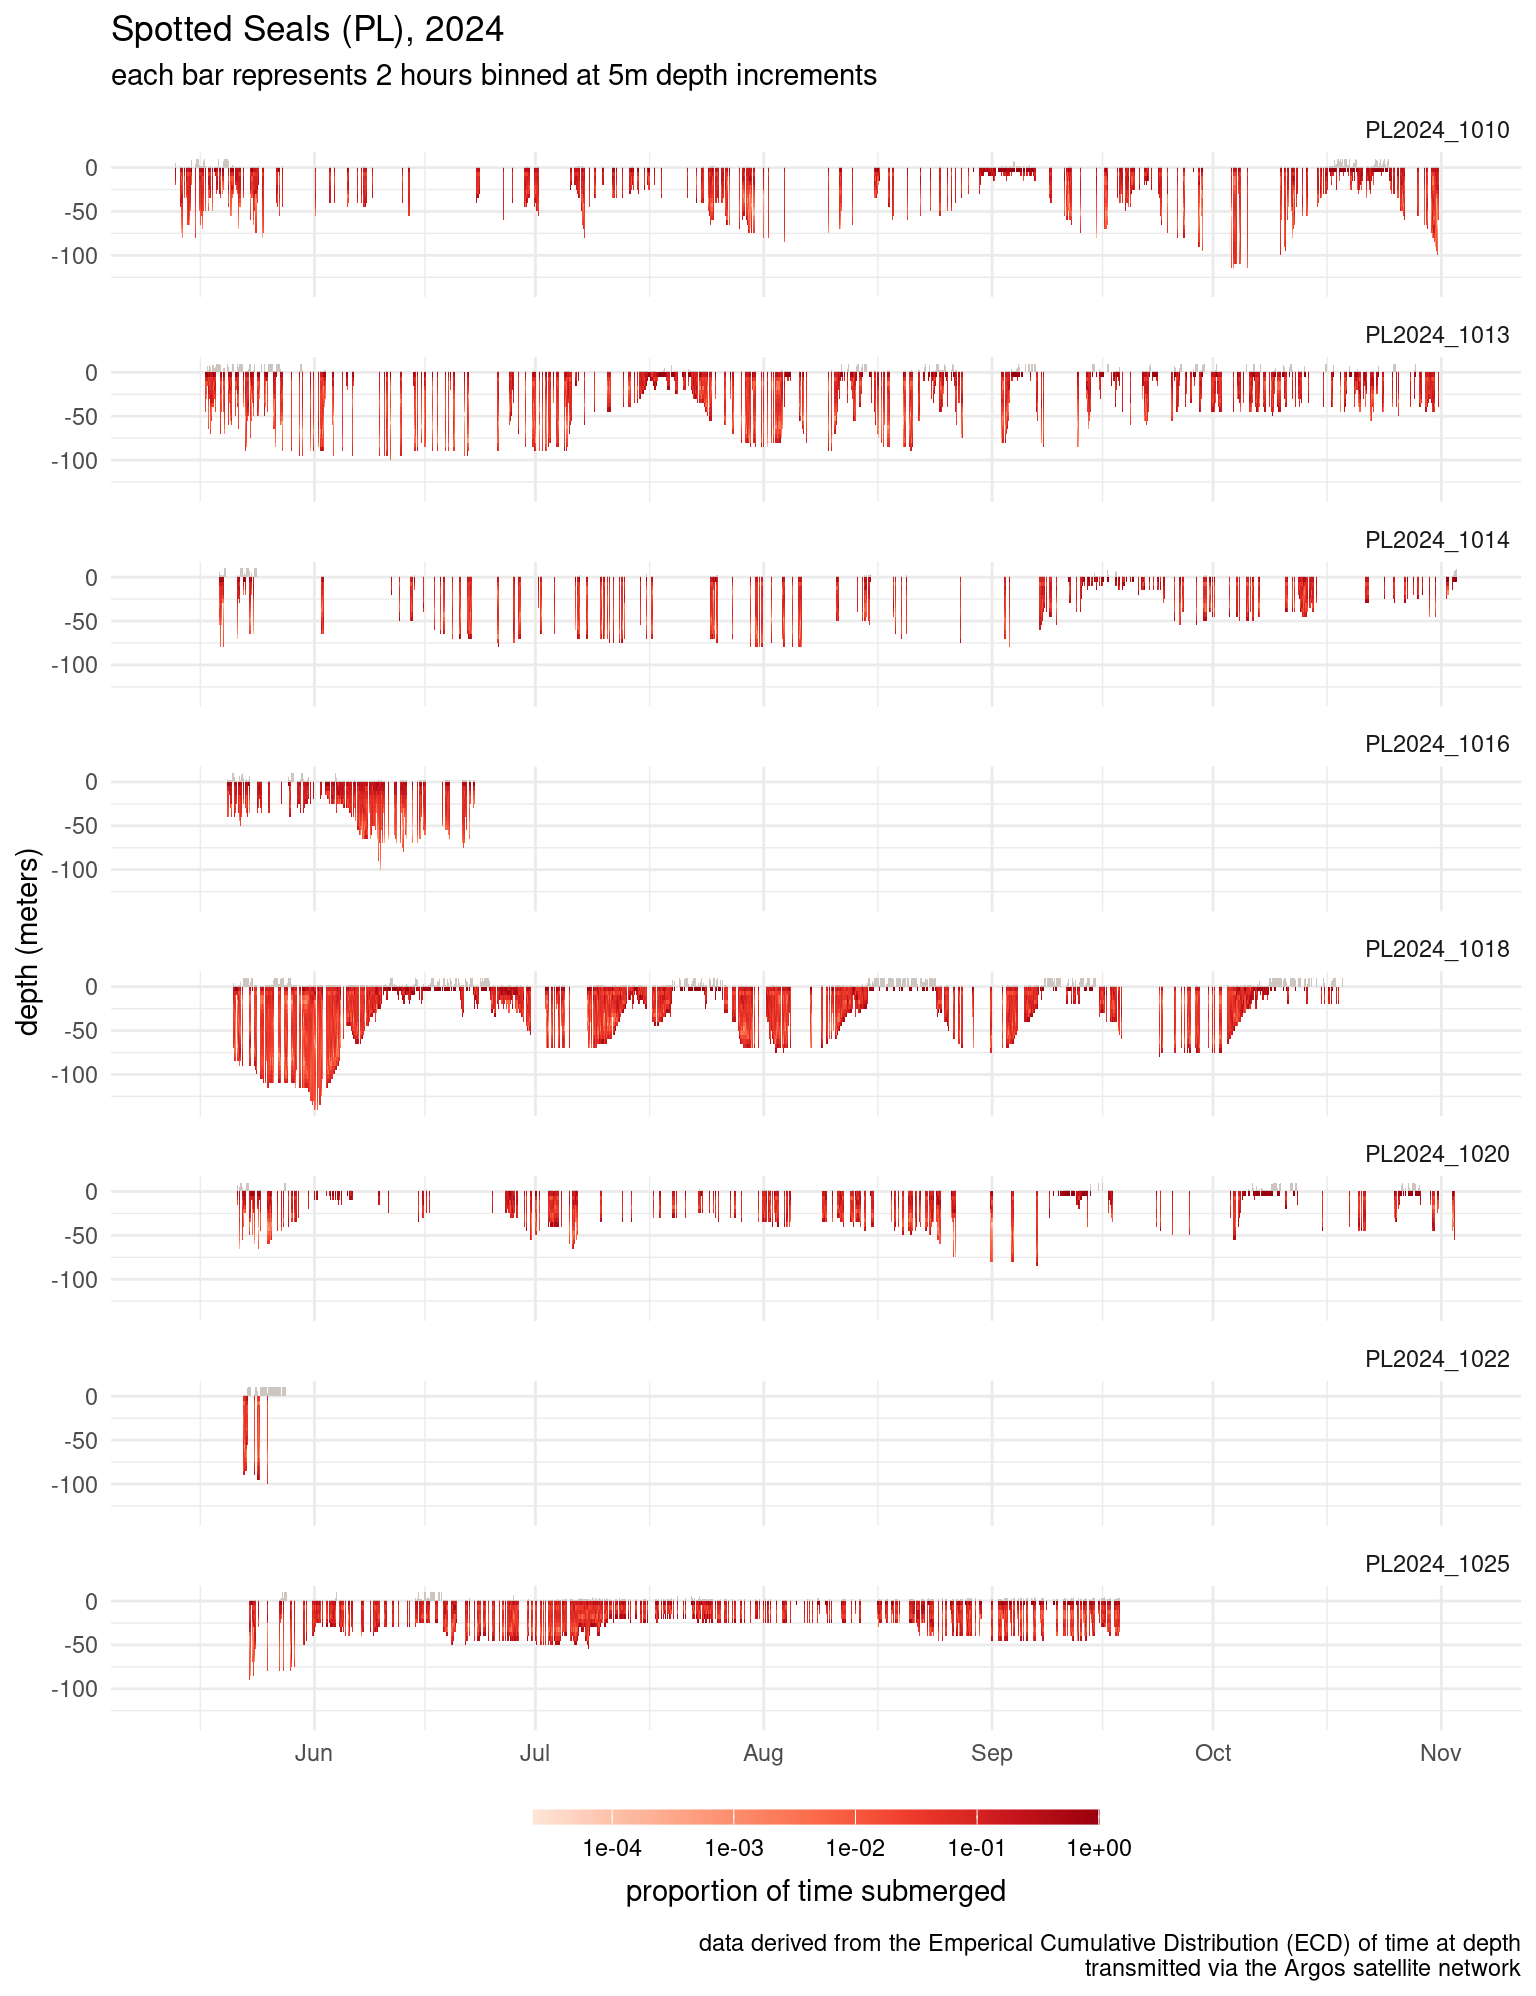 Spotted Seals (PL), 2024
each bar represents 2 hours binned at 5m depth increments
PL2024_1010
0
-50
-100
PL2024_1013
0
-50
-100
PL2024_1014
0
-50
-100
PL2024_1016
0
-50
-100
depth (meters)
PL2024_1018
0
-50
-100
PL2024_1020
0
-50
-100
PL2024_1022
0
-50
-100
PL2024_1025
0
-50
-100
Jun Jul Aug Sep Oct Nov
1e-04 1e-03 1e-02 1e-01 1e+00
proportion of time submerged
data derived from the Emperical Cumulative Distribution (ECD) of time at depth
transmitted via the Argos satellite network